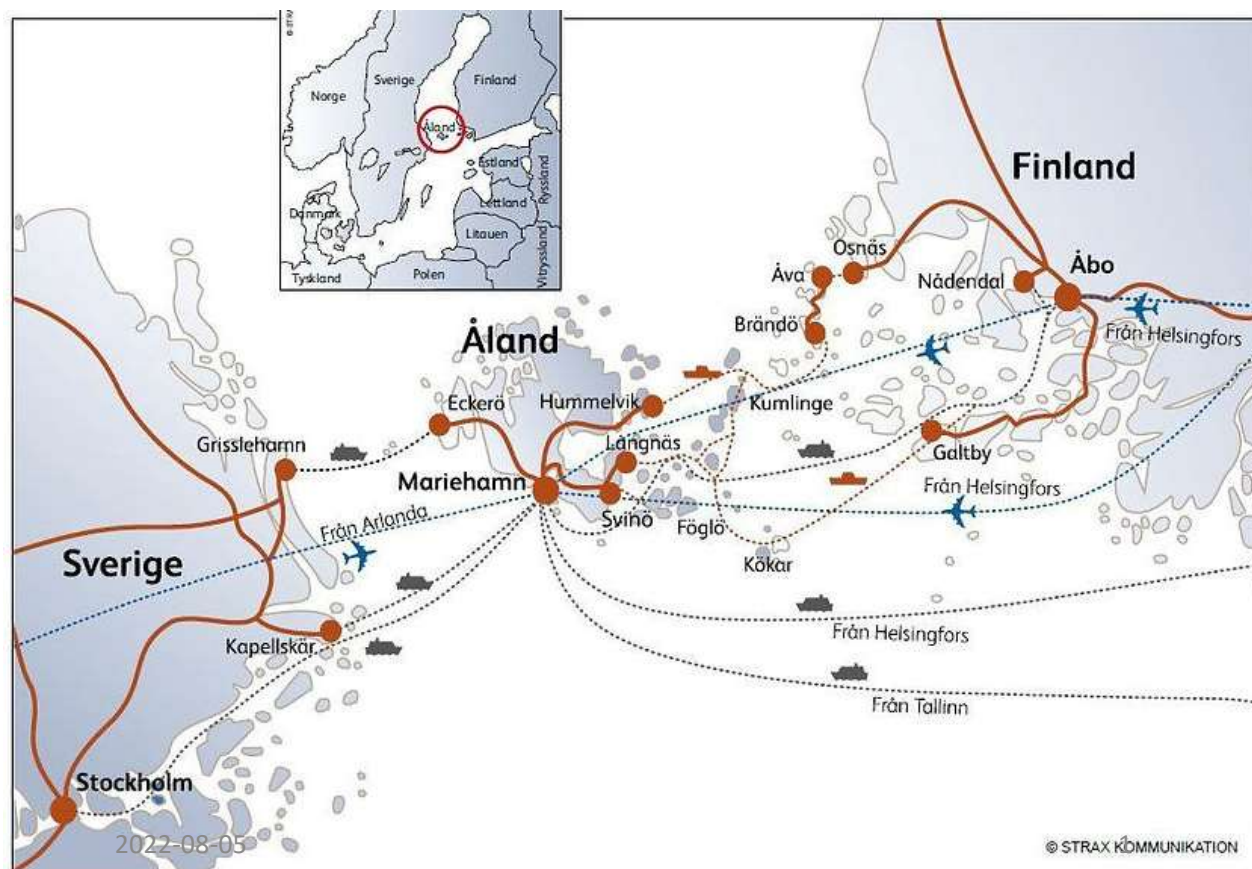 © STRAX
Norge
Sverige
Finland
Åland
Estland
Lettland
Litauen
Ryssland
Vitryssland
Danmark
Tyskland
Polen
Finland
Osnäs
Åva
Nådendal
Åbo
Brändö
Från Helsingfors
Åland
Eckerö
Hummelvik
Kumlinge
Grisslehamn
Långnäs
Galtby
Mariehamn
Från Helsingfors
Svinö
Föglö
Från Arlanda
Kökar
Sverige
Från Helsingfors
Kapellskär
Från Tallinn
Stockholm
2022-08-05
1
© STRAX KOMMUNIKATION